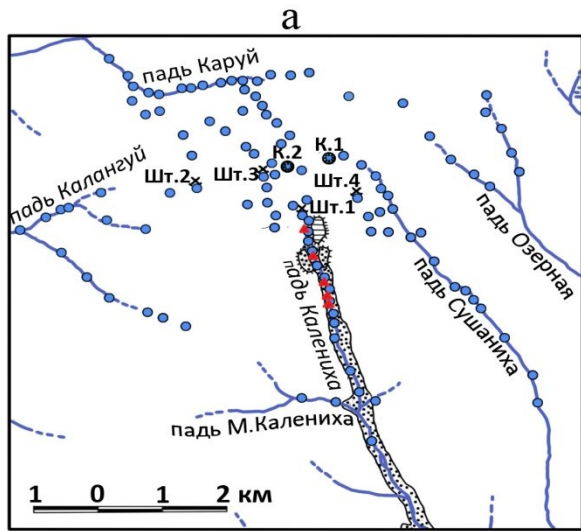 а
падь Каруй
падь Калангуй
К.2
К.1
Шт.2
Шт.3
Шт.4
Шт.1
падь Озерная
падь Сушаниха
падь Калениха
падь М.Калениха
1 0 1 2 км